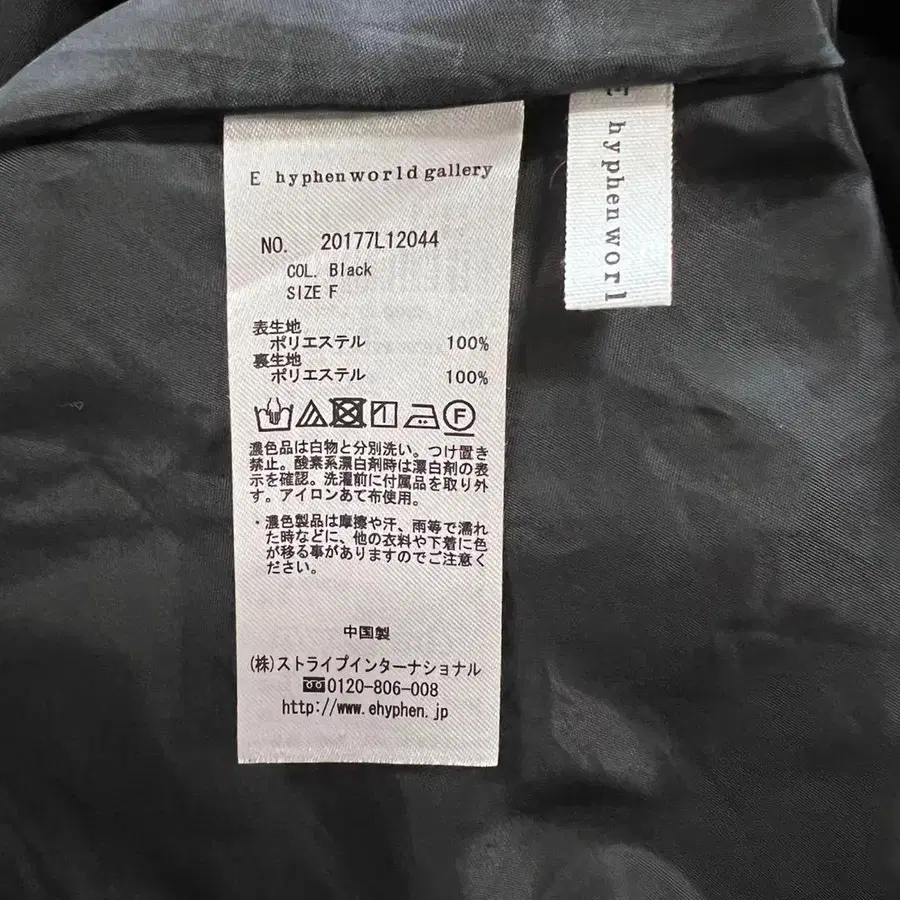 E hyphenworld gallery
NO. 20177L12044
COL. Black
SIZE F
表生地
ポリエステル 100%
裏生地
ポリエステル 100%
F
濃色品は白物と分別洗い。つけ置き
禁止。酸素系漂白剤時は漂白剤の表
示を確認。洗濯前に付属品を取り外
す。アイロンあて布使用。
・濃色製品は摩擦や汗、雨等で濡れ
た時などに、他の衣料や下着に色
が移る事がありますのでご注意く
ださい。
中国製
(株)ストライプインターナショナル
0120-806-008
http://www.ehyphen.jp
E hyphenworl